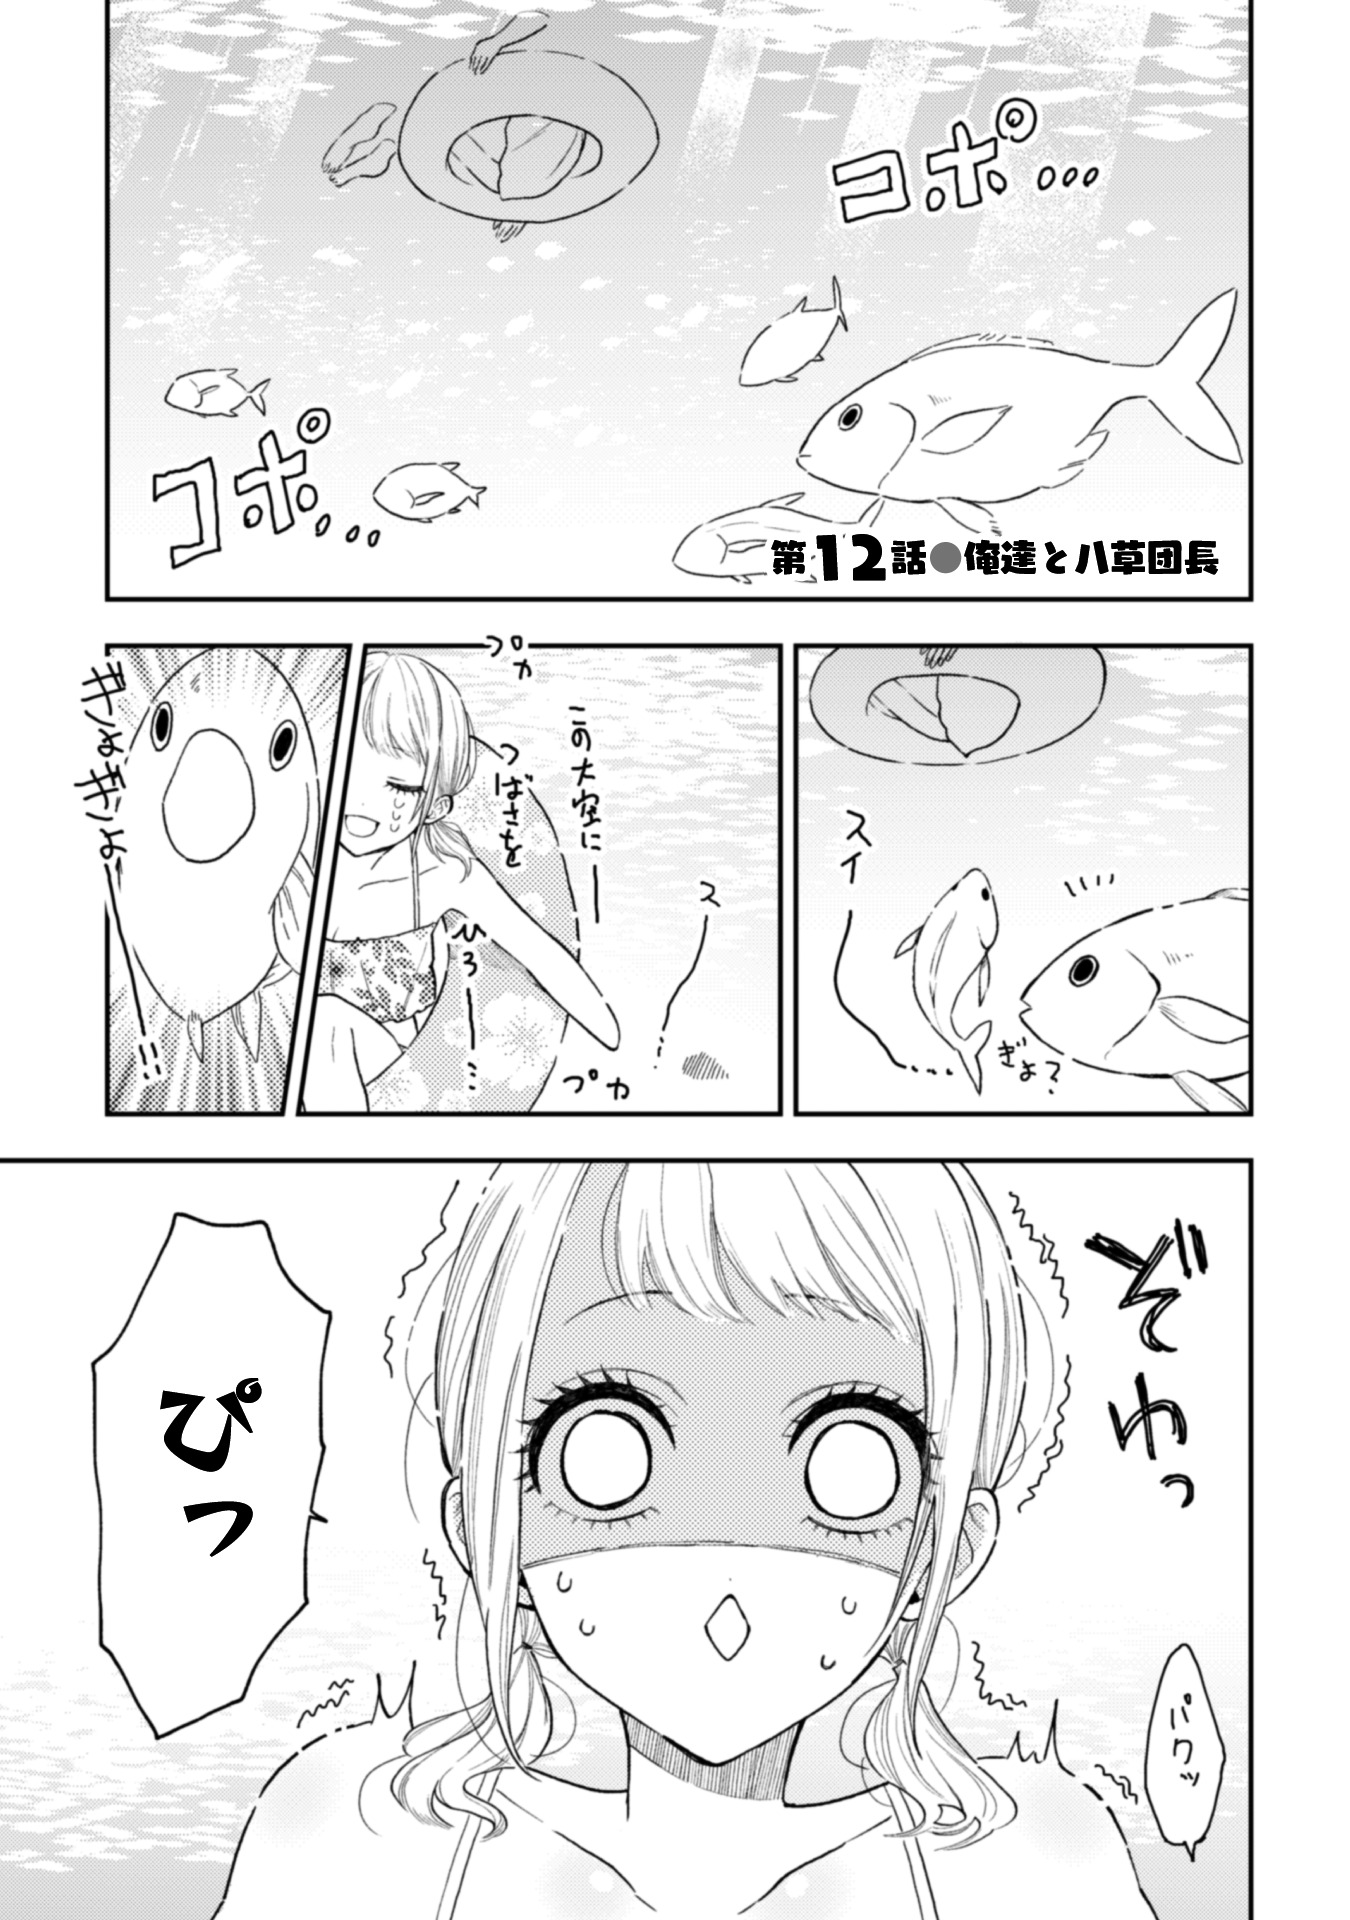 コポ…
コポ…
第12話●俺達と八草団長
スイ
ぎょ?
プカ
この大空に
つばさを
ひろ
ス
プカ
ギョギョ
ぞわっ
ぴっ
パクッ